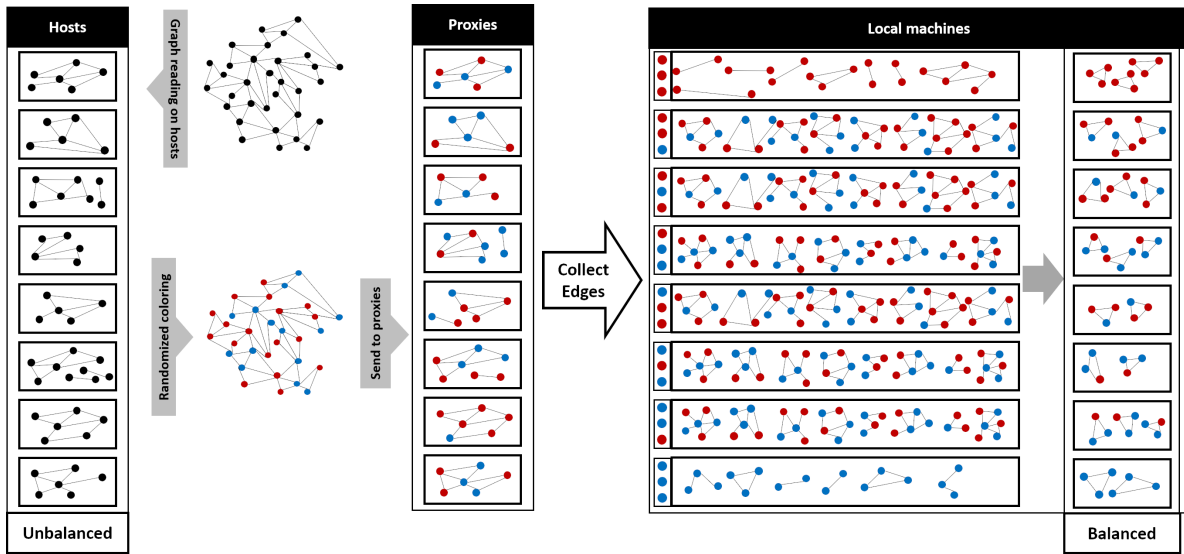 Hosts
Graph reading on hosts
Randomized coloring
Unbalanced
Send to proxies
Proxies
Collect
Edges
Local machines
Balanced